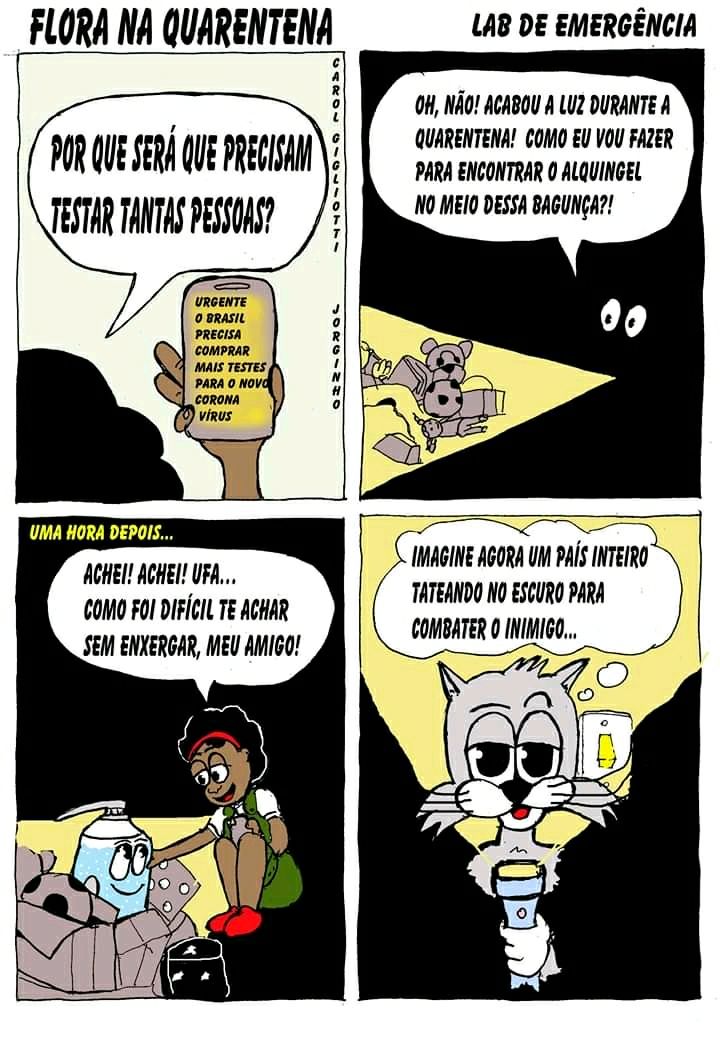 FLORA NA QUARENTENA
LAB DE EMERGÊNCIA
CAROL GIGLIOTTI JORGINHO
POR QUE SERÁ QUE PRECISAM
TESTAR TANTAS PESSOAS?
URGENTE
O BRASIL
PRECISA
COMPRAR
MAIS TESTES
PARA O NOVO
CORONA
VÍRUS
OH, NÃO! ACABOU A LUZ DURANTE A
QUARENTENA! COMO EU VOU FAZER
PARA ENCONTRAR O ALQUINGEL
NO MEIO DESSA BAGUNÇA?!
UMA HORA DEPOIS...
ACHEI! ACHEI! UFA...
COMO FOI DIFÍCIL TE ACHAR
SEM ENXERGAR, MEU AMIGO!
IMAGINE AGORA UM PAÍS INTEIRO
TATEANDO NO ESCURO PARA
COMBATER O INIMIGO...